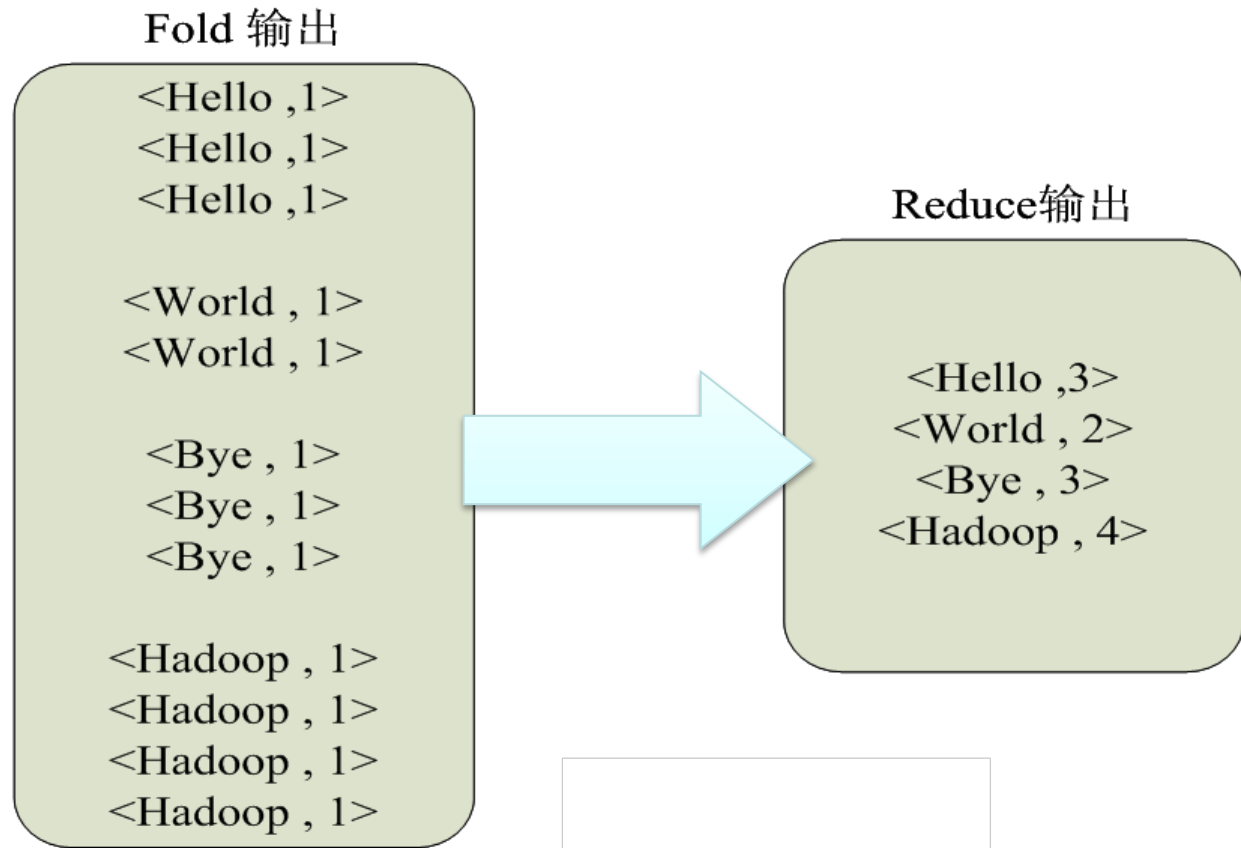 Fold 输出
<Hello ,1>
<Hello ,1>
<Hello ,1>
<World , 1>
<World , 1>
<Bye , 1>
<Bye , 1>
<Bye , 1>
<Hadoop , 1>
<Hadoop , 1>
<Hadoop , 1>
<Hadoop , 1>
Reduce输出
<Hello ,3>
<World , 2>
<Bye , 3>
<Hadoop , 4>